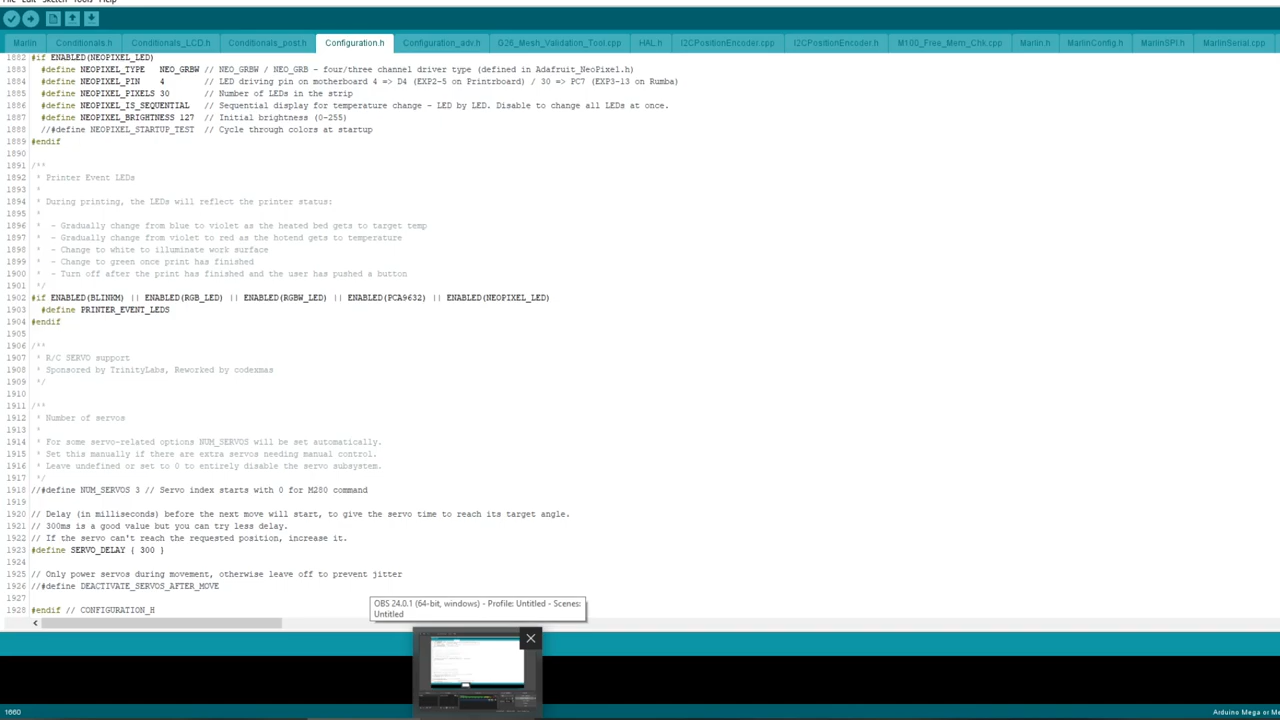 File Edit Sketch Tools Help
Marlin Conditionals.h Conditionals_LCD.h Conditionals_post.h Configuration.h Configuration_adv.h G26_Mesh_Validation_Tool.cpp HAL.h I2CPositionEncoder.cpp I2CPositionEncoder.h M100_Free_Mem_Chk.cpp Marlin.h MarlinConfig.h MarlinSPI.h MarlinSerial.cpp
1882 #if ENABLED(NEOPIXEL_LED)
1883 #define NEOPIXEL_TYPE NEO_GRBW // NEO_GRBW / NEO_GRB - four/three channel driver type (defined in Adafruit_NeoPixel.h)
1884 #define NEOPIXEL_PIN 4 // LED driving pin on motherboard 4 => D4 (EXP2-5 on Printrboard) / 30 => PC7 (EXP3-13 on Rumba)
1885 #define NEOPIXEL_PIXELS 30 // Number of LEDs in the strip
1886 #define NEOPIXEL_IS_SEQUENTIAL // Sequential display for temperature change - LED by LED. Disable to change all LEDs at once.
1887 #define NEOPIXEL_BRIGHTNESS 127 // Initial brightness (0-255)
1888 //#define NEOPIXEL_STARTUP_TEST // Cycle through colors at startup
1889 #endif
1890
1891 /**
1892 * Printer Event LEDs
1893 *
1894 * During printing, the LEDs will reflect the printer status:
1895 *
1896 * - Gradually change from blue to violet as the heated bed gets to target temp
1897 * - Gradually change from violet to red as the hotend gets to temperature
1898 * - Change to white to illuminate work surface
1899 * - Change to green once print has finished
1900 * - Turn off after the print has finished and the user has pushed a button
1901 */
1902 #if ENABLED(BLINKM) || ENABLED(RGB_LED) || ENABLED(RGBW_LED) || ENABLED(PCA9632) || ENABLED(NEOPIXEL_LED)
1903 #define PRINTER_EVENT_LEDS
1904 #endif
1905
1906 /**
1907 * R/C SERVO support
1908 * Sponsored by TrinityLabs, Reworked by codexmas
1909 */
1910
1911 /**
1912 * Number of servos
1913 *
1914 * For some servo-related options NUM_SERVOS will be set automatically.
1915 * Set this manually if there are extra servos needing manual control.
1916 * Leave undefined or set to 0 to entirely disable the servo subsystem.
1917 */
1918 //#define NUM_SERVOS 3 // Servo index starts with 0 for M280 command
1919
1920 // Delay (in milliseconds) before the next move will start, to give the servo time to reach its target angle.
1921 // 300ms is a good value but you can try less delay.
1922 // If the servo can't reach the requested position, increase it.
1923 #define SERVO_DELAY { 300 }
1924
1925 // Only power servos during movement, otherwise leave off to prevent jitter
1926 //#define DEACTIVATE_SERVOS_AFTER_MOVE
1927
1928 #endif // CONFIGURATION_H
OBS 24.0.1 (64-bit, windows) - Profile: Untitled - Scenes:
Untitled
1660
Arduino Mega or Me